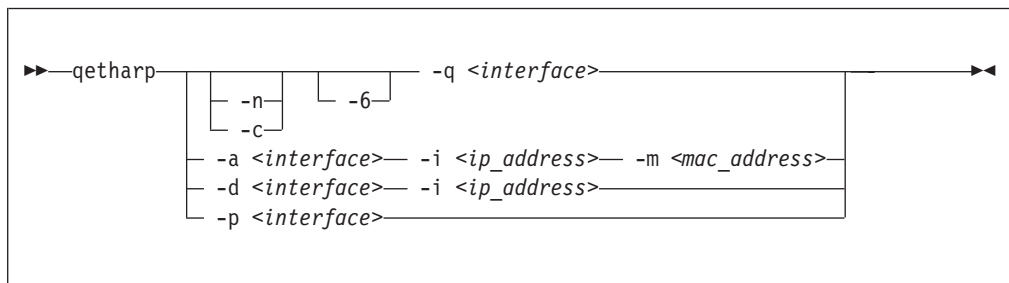 qetharp -q <interface>
-n -6
-c
-a <interface> -i <ip_address> -m <mac_address>
-d <interface> -i <ip_address>
-p <interface>